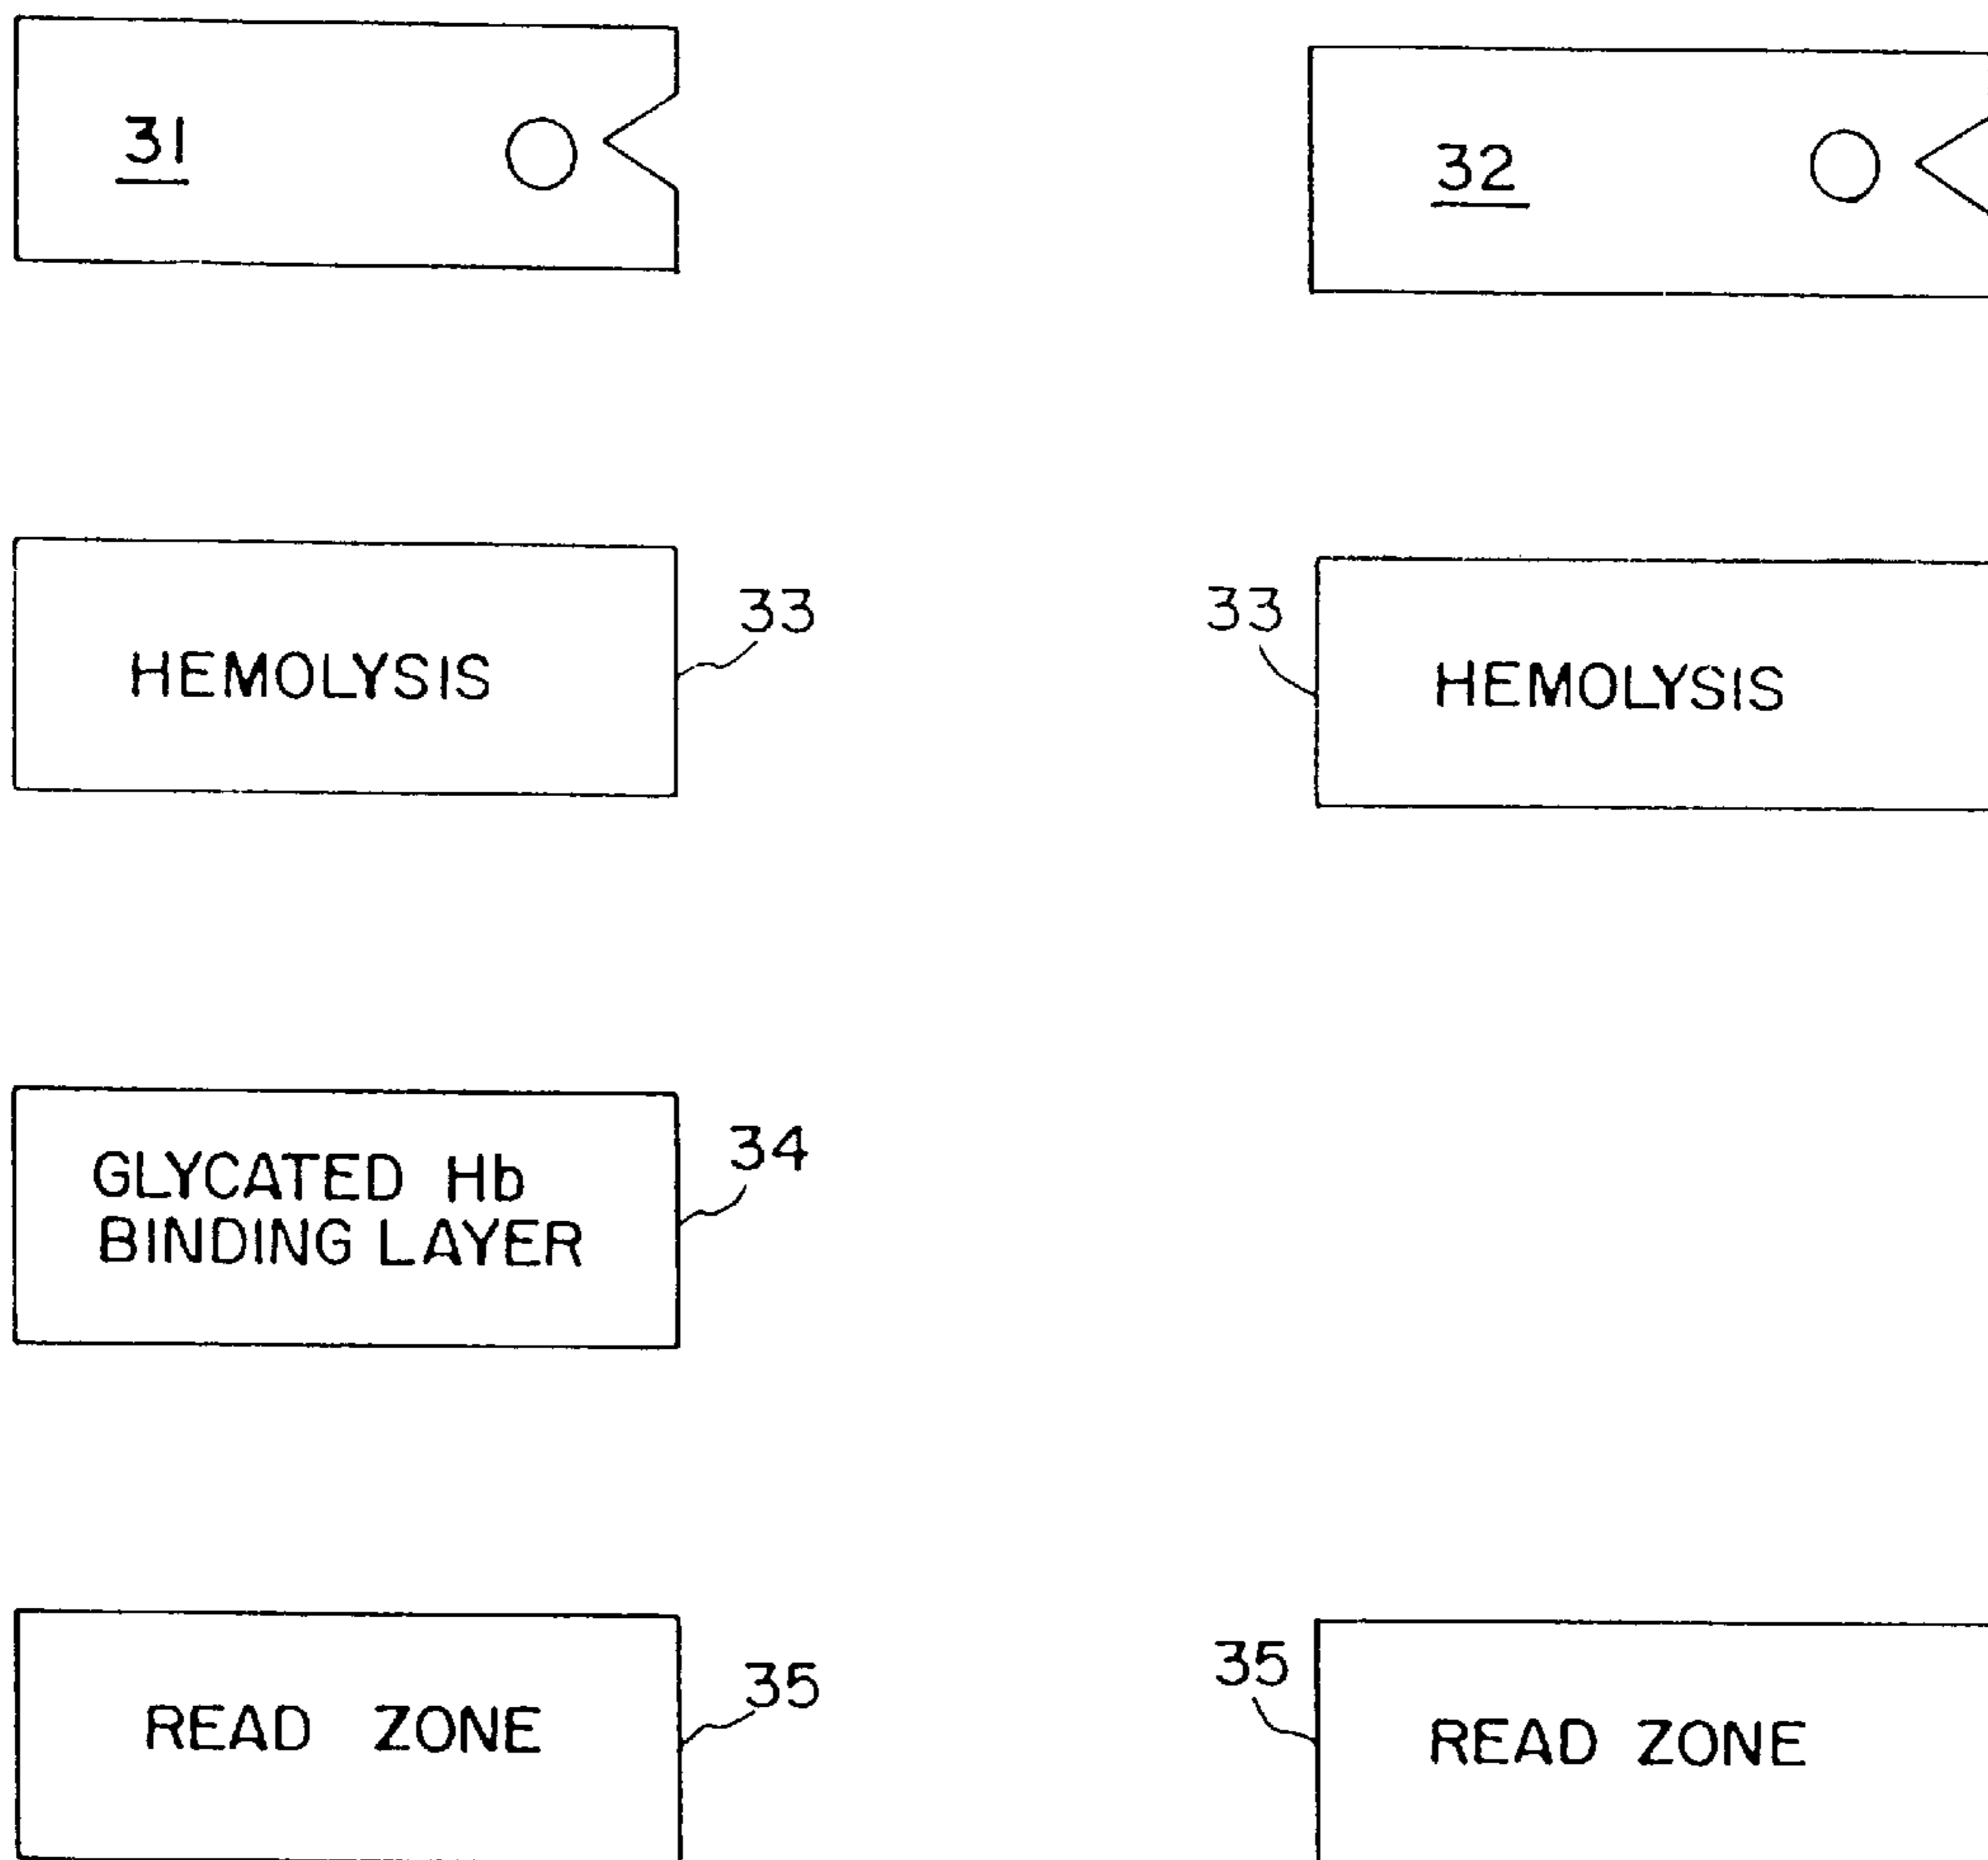 31
32
33
33
HEMOLYSIS
HEMOLYSIS
34
GLYCATED Hb
BINDING LAYER
35
35
READ ZONE
READ ZONE